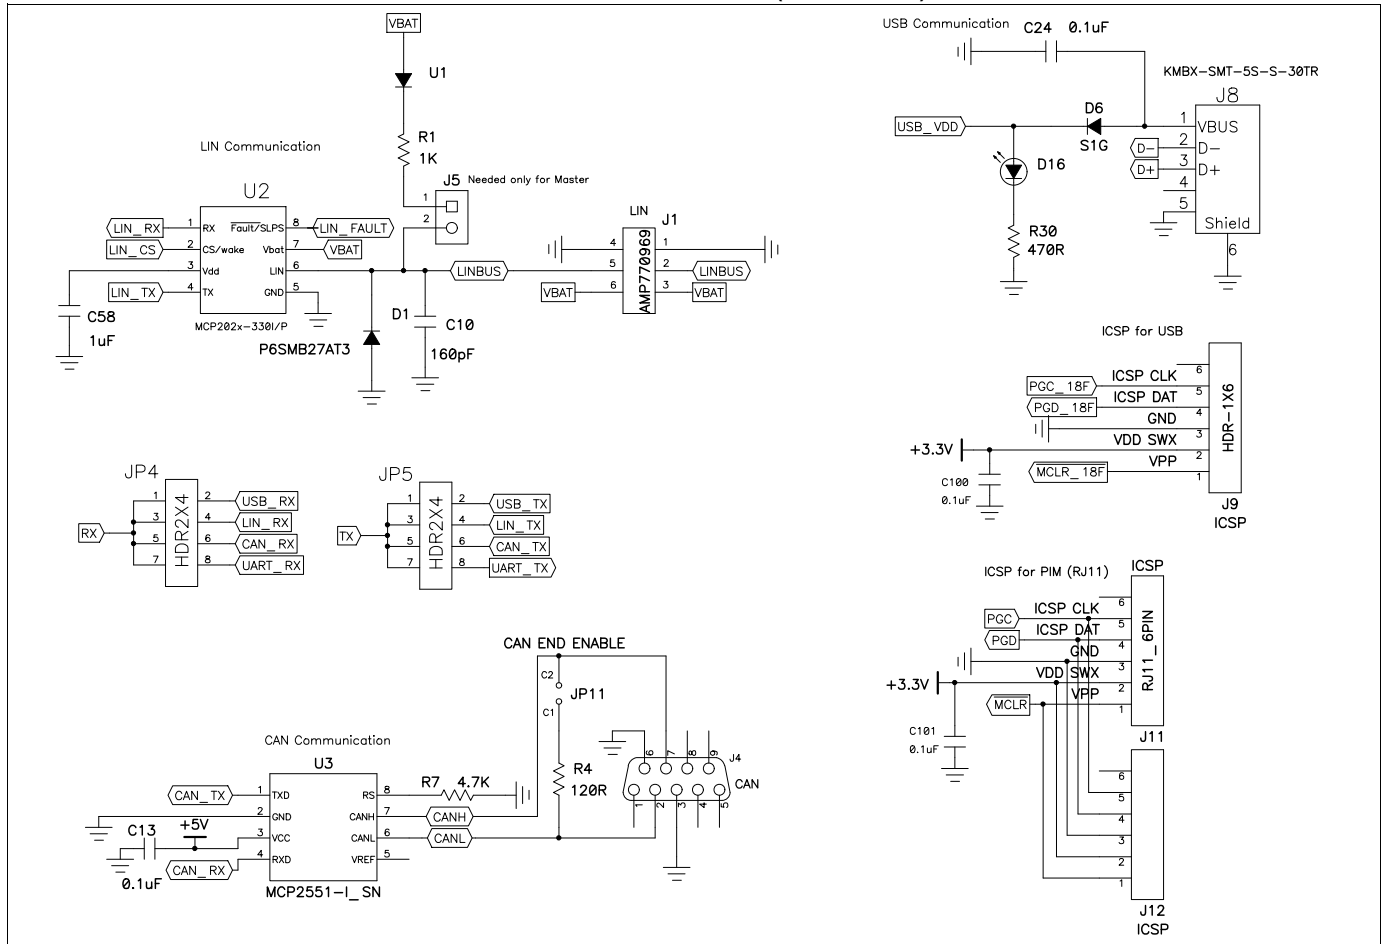 VBAT
U1
R1
1K
LIN Communication
J5 Needed only for Master
1
2
U2
LIN_RX 1 RX Fault/SLPS 8 LIN_FAULT
LIN_CS 2 CS/wake Vbat 7 VBAT
3 Vdd LIN 6 LINBUS
LIN_TX 4 TX GND 5
MCP202x-330I/P
C58
1uF
D1
P6SMB27AT3
C10
160pF
LIN
J1
AMP770969
4 1
5 2 LINBUS
VBAT 6 3 VBAT
USB Communication
C24 0.1uF
KMBX-SMT-5S-S-30TR
J8
USB_VDD
D6
S1G
1 VBUS
D- 2 D-
D+ 3 D+
4
5
Shield
6
D16
R30
470R
ICSP for USB
6
PGC_18F ICSP CLK 5
PGD_18F ICSP DAT 4
GND 3
+3.3V VDD SWX 2
MCLR_18F VPP 1
HDR-1X6
C100
0.1uF
J9
ICSP
JP4
RX
HDR2X4
1 2 USB_RX
3 4 LIN_RX
5 6 CAN_RX
7 8 UART_RX
JP5
TX
HDR2X4
1 2 USB_TX
3 4 LIN_TX
5 6 CAN_TX
7 8 UART_TX
ICSP for PIM (RJ11)
ICSP
6
PGC ICSP CLK 5
PGD ICSP DAT 4
GND 3
+3.3V VDD SWX 2
MCLR VPP 1
RJ11_6PIN
C101
0.1uF
J11
6
5
4
3
2
1
J12
ICSP
CAN END ENABLE
C2
JP11
C1
R4
120R
CAN Communication
U3
CAN_TX 1 TXD RS 8 R7 4.7K
2 GND CANH 7 CANH
+5V 3 VCC CANL 6 CANL
CAN_RX 4 RXD VREF 5
C13
0.1uF
MCP2551-I_SN
J4
CAN
6 7 8 9
1 2 3 4 5